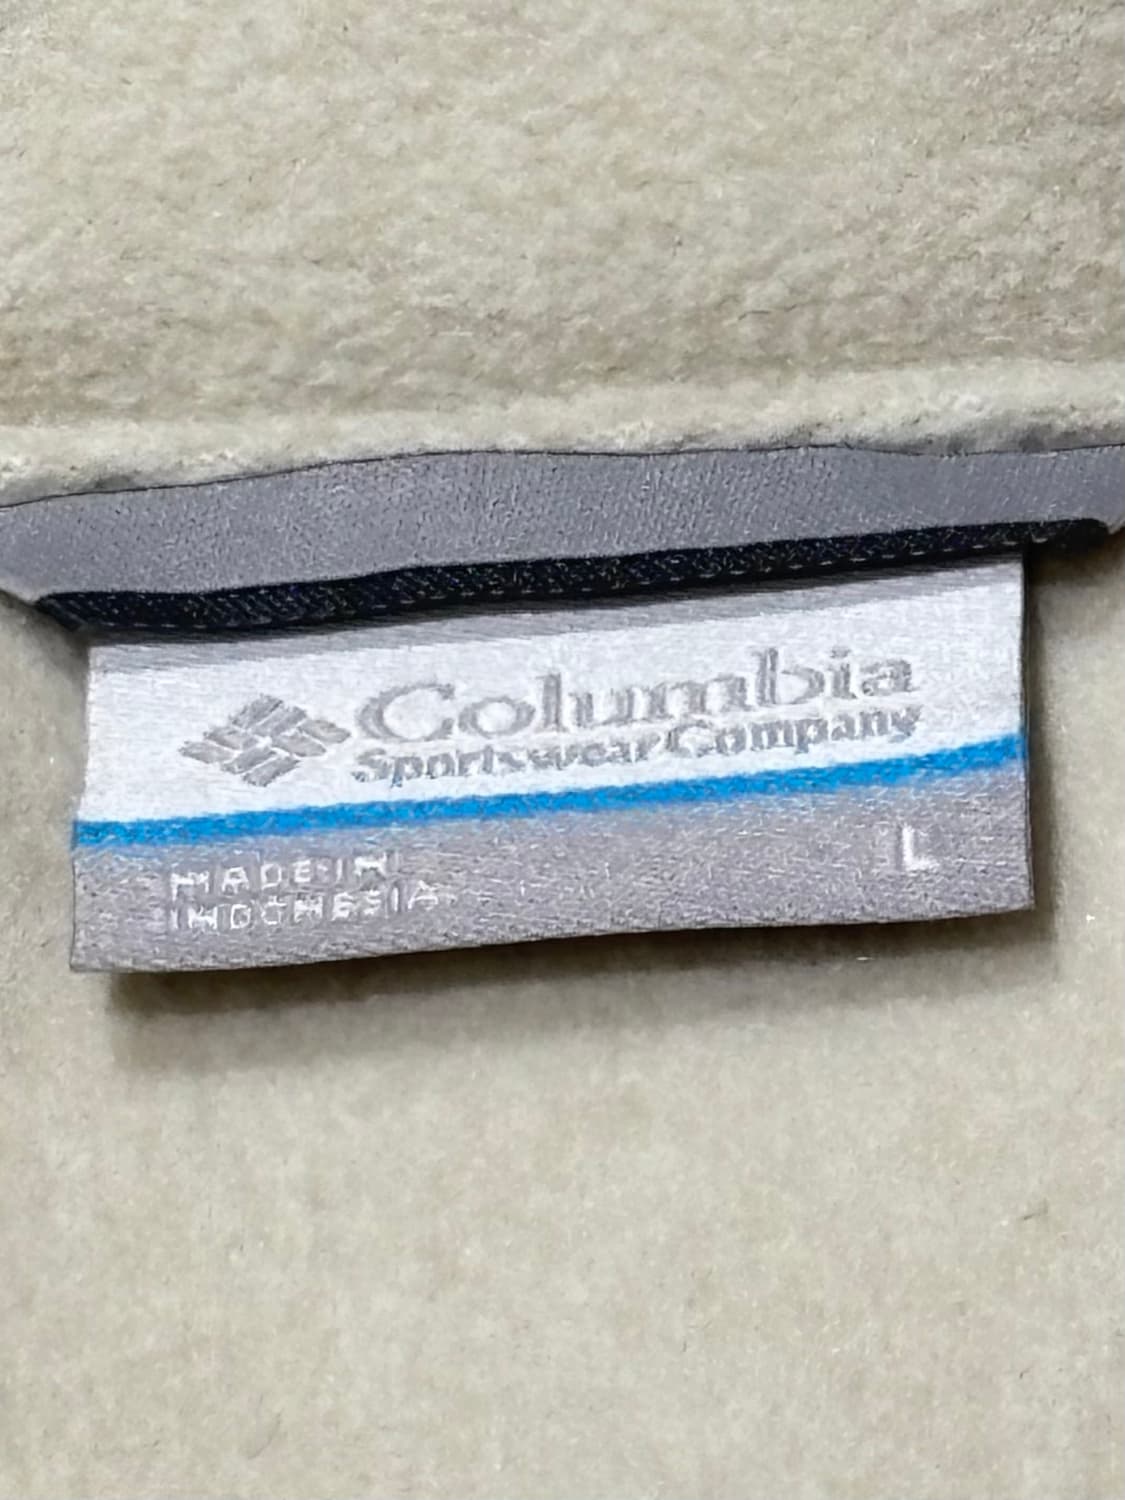 Columbia
Sportswear Company
MADE IN
INDONESIA
L